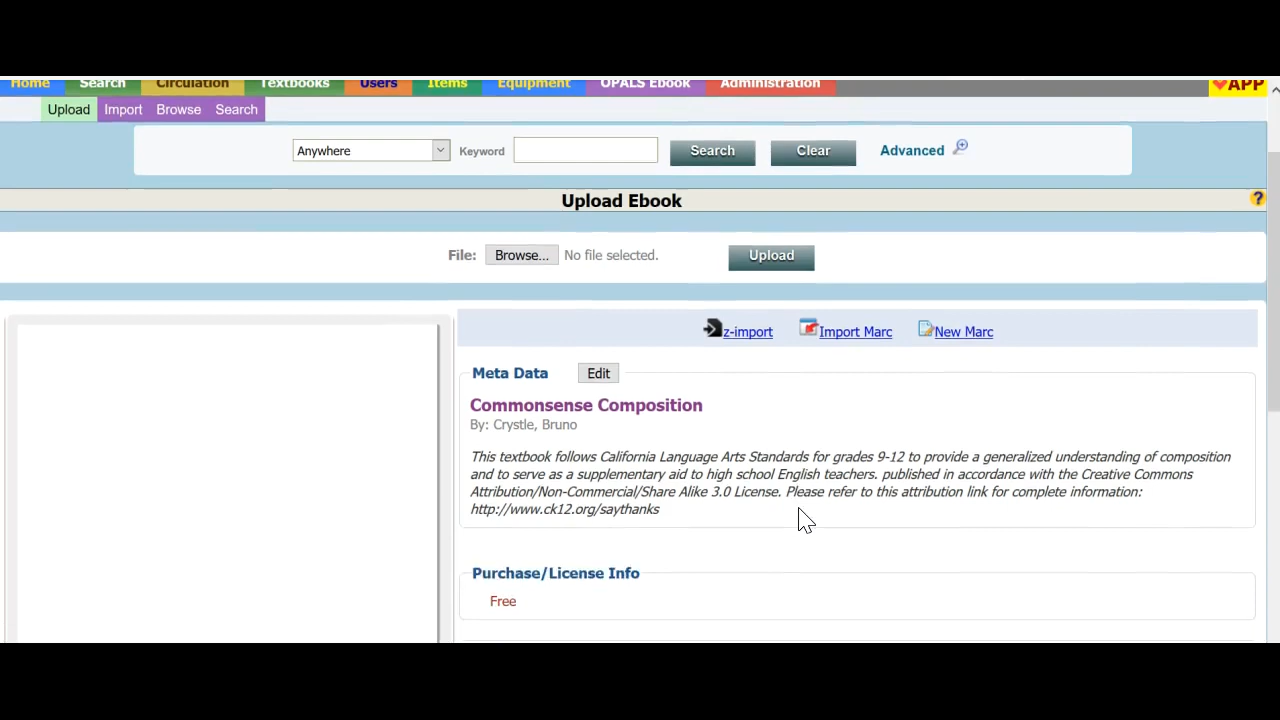 Home Search Circulation Textbooks Users Items Equipment OPALS Ebook Administration APP
Upload Import Browse Search
Anywhere Keyword Search Clear Advanced
Upload Ebook ?
File: Browse... No file selected. Upload
z-import Import Marc New Marc
Meta Data Edit
Commonsense Composition
By: Crystle, Bruno
This textbook follows California Language Arts Standards for grades 9-12 to provide a generalized understanding of composition
and to serve as a supplementary aid to high school English teachers. published in accordance with the Creative Commons
Attribution/Non-Commercial/Share Alike 3.0 License. Please refer to this attribution link for complete information:
http://www.ck12.org/saythanks
Purchase/License Info
Free